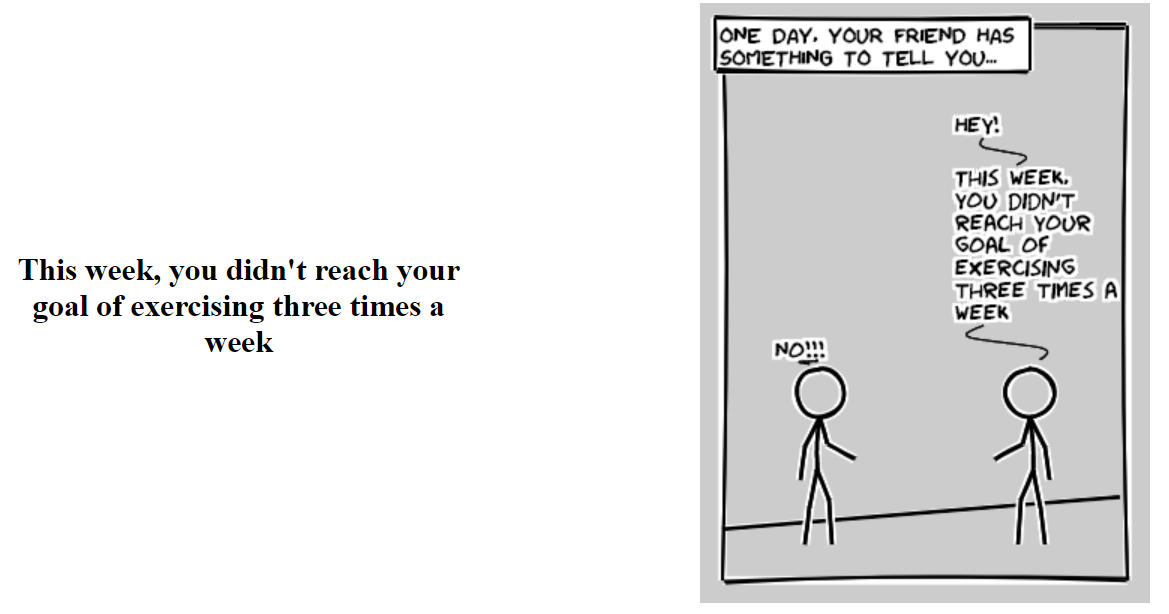 This week, you didn't reach your
goal of exercising three times a
week
ONE DAY, YOUR FRIEND HAS
SOMETHING TO TELL YOU...
HEY!
THIS WEEK,
YOU DIDN'T
REACH YOUR
GOAL OF
EXERCISING
THREE TIMES A
WEEK
NO!!!